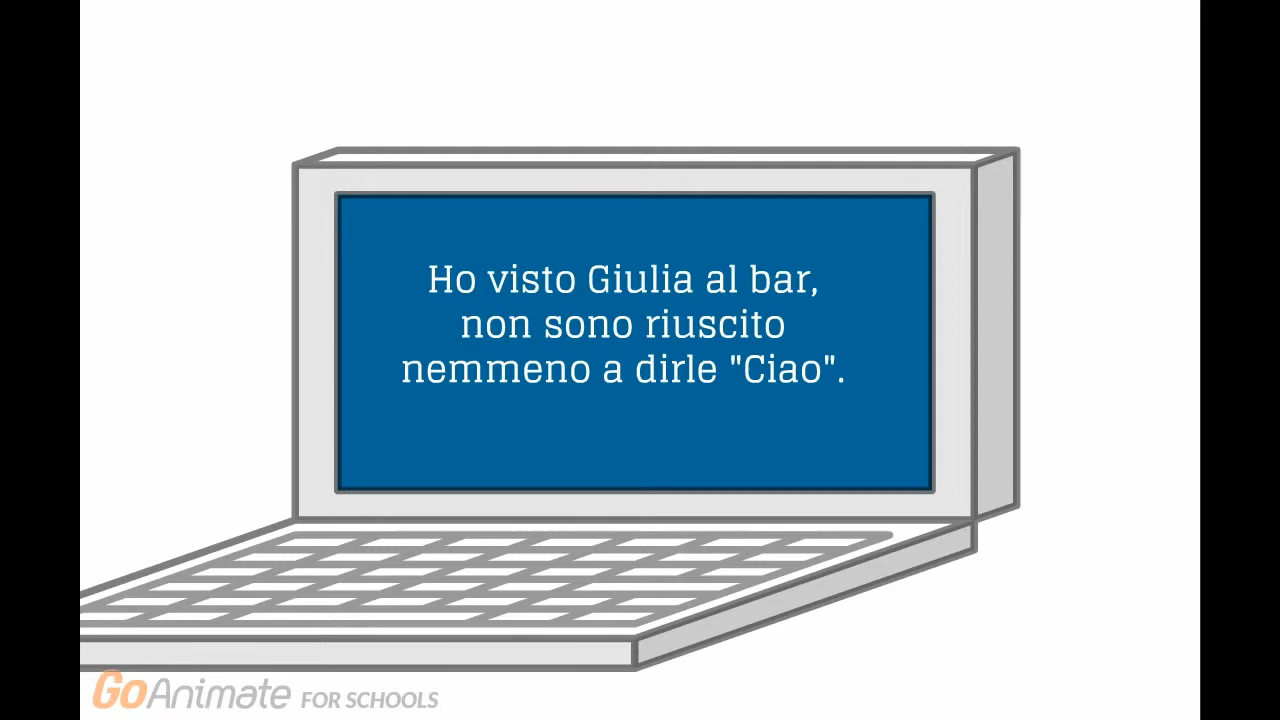 Ho visto Giulia al bar,
non sono riuscito
nemmeno a dirle "Ciao".
GoAnimate FOR SCHOOLS